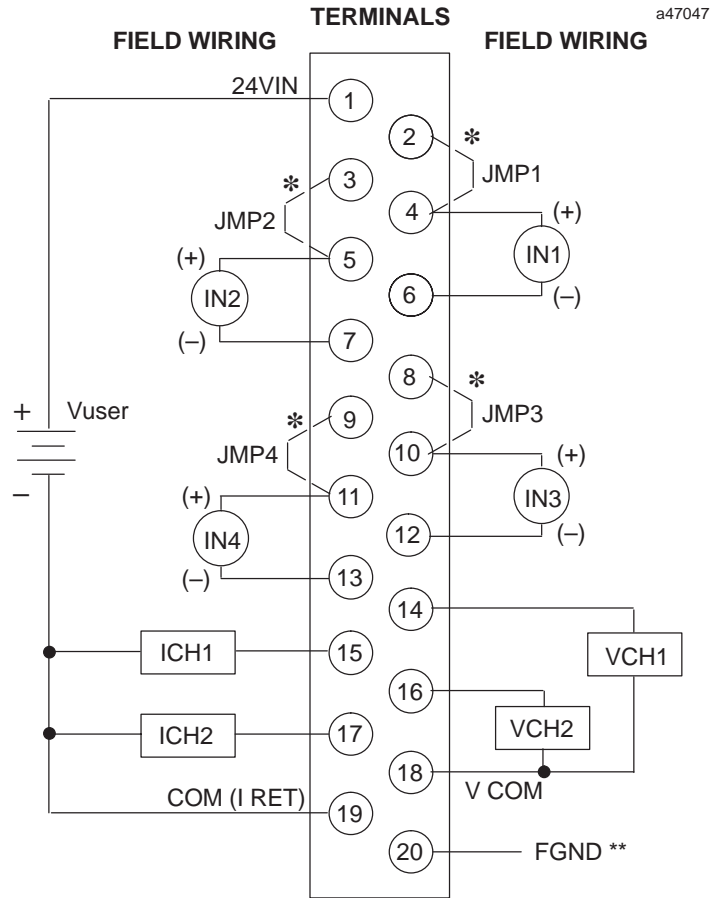 TERMINALS
a47047
FIELD WIRING
FIELD WIRING
24VIN
1
2
*
JMP1
3
*
JMP2
4
(+)
IN1
(–)
5
(+)
IN2
(–)
6
7
8
*
JMP3
+
Vuser
–
9
*
JMP4
10
(+)
IN3
(–)
11
(+)
IN4
(–)
12
13
14
VCH1
ICH1
15
16
VCH2
ICH2
17
18
V COM
COM (I RET)
19
20
FGND **